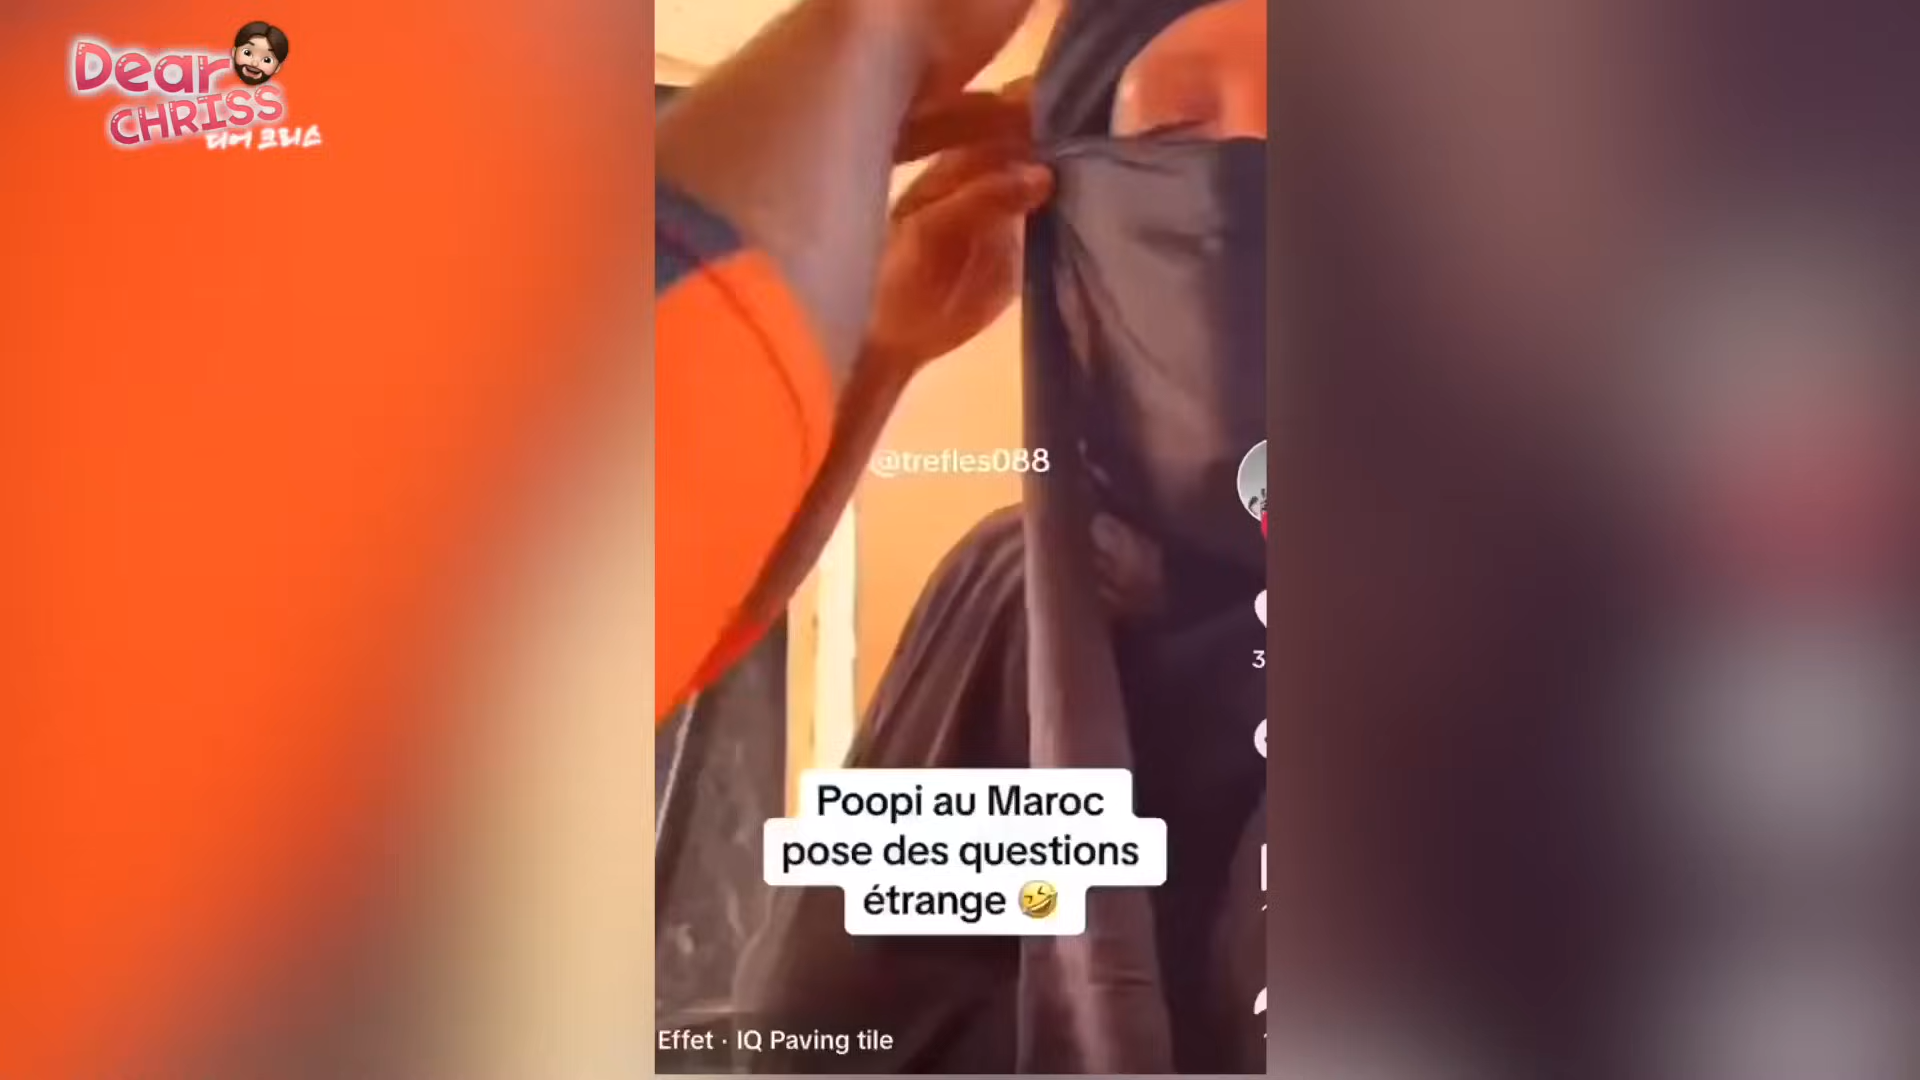 Dear
CHRISS
디어 크리스
@trefles088
3
Poopi au Maroc
pose des questions
étrange 🤣
Effet · IQ Paving tile